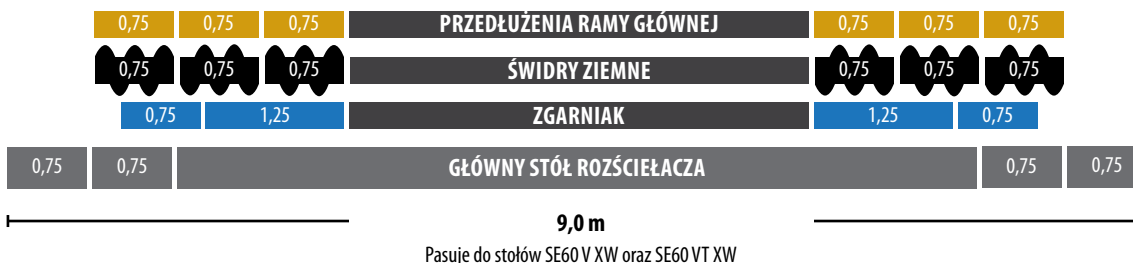 0,75 0,75 0,75 PRZEDŁUŻENIA RAMY GŁÓWNEJ 0,75 0,75 0,75
0,75 0,75 0,75 ŚWIDRY ZIEMNE 0,75 0,75 0,75
0,75 1,25 ZGARNIAK 1,25 0,75
0,75 0,75 GŁÓWNY STÓŁ ROZŚCIEŁACZA 0,75 0,75
9,0 m
Pasuje do stołów SE60 V XW oraz SE60 VT XW